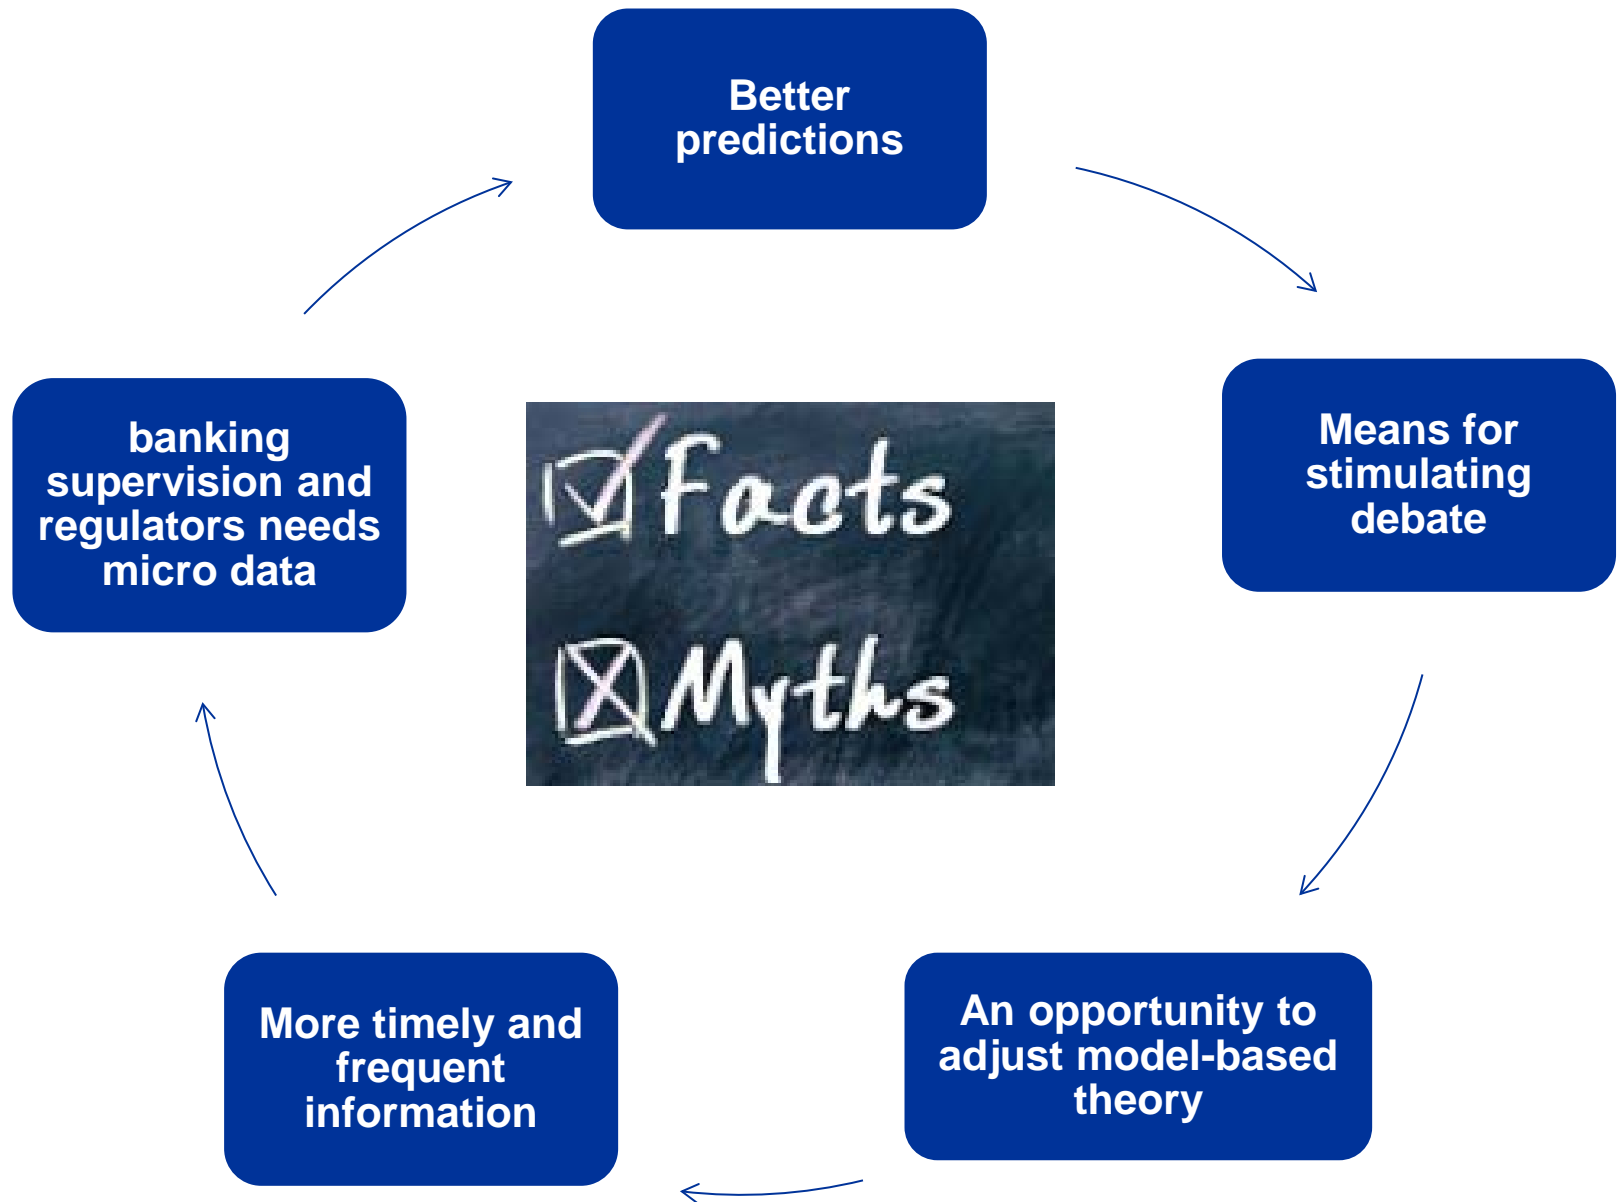 Better
predictions
Means for
stimulating
debate
An opportunity to
adjust model-based
theory
More timely and
frequent
information
banking
supervision and
regulators needs
micro data
Facts
Myths